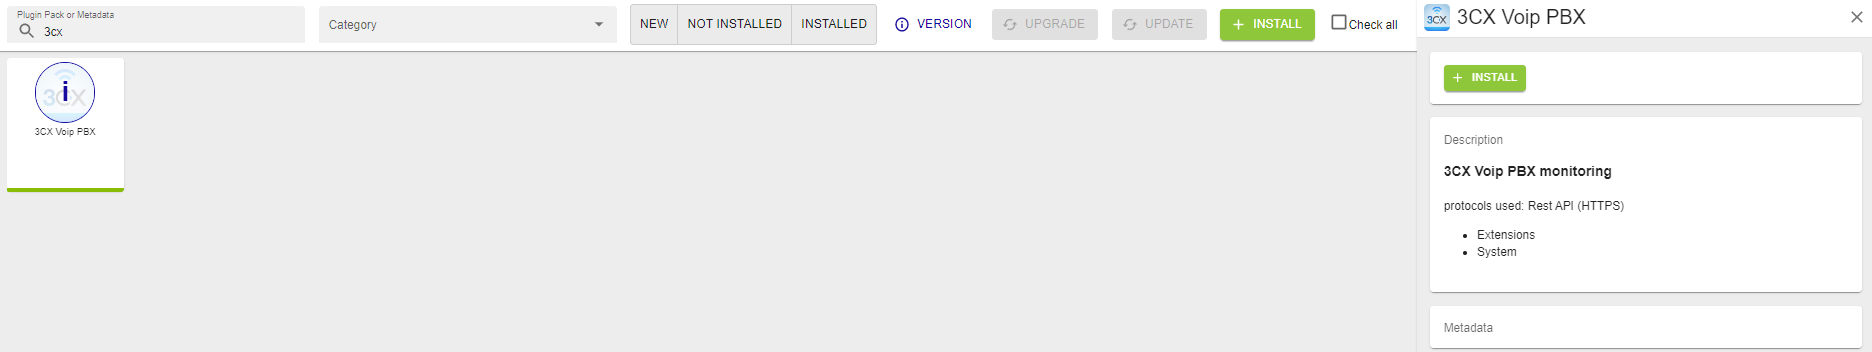 Plugin Pack or Metadata
3cx
Category
NEW
NOT INSTALLED
INSTALLED
VERSION
UPGRADE
UPDATE
INSTALL
Check all
3CX
i
3CX Voip PBX
3CX
3CX Voip PBX
INSTALL
Description
3CX Voip PBX monitoring
protocols used: Rest API (HTTPS)
Extensions
System
Metadata